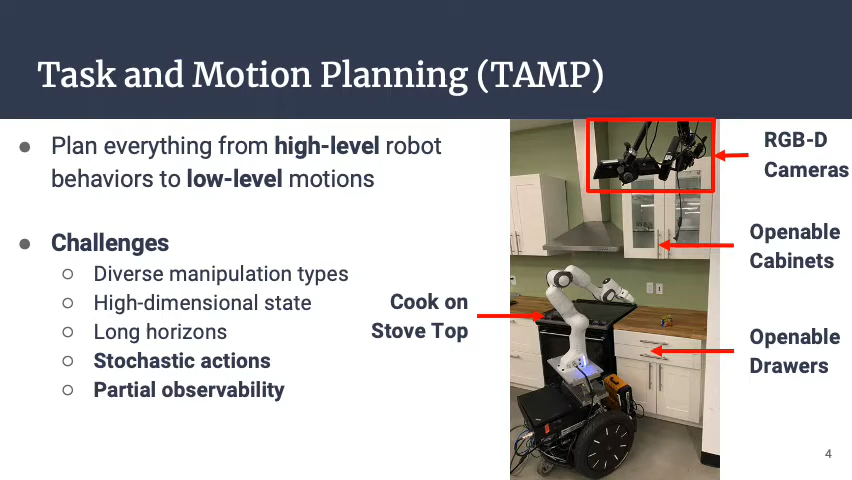 Task and Motion Planning (TAMP)
Plan everything from high-level robot
behaviors to low-level motions
Challenges
Diverse manipulation types
High-dimensional state
Long horizons
Stochastic actions
Partial observability
Cook on
Stove Top
RGB-D
Cameras
Openable
Cabinets
Openable
Drawers
4